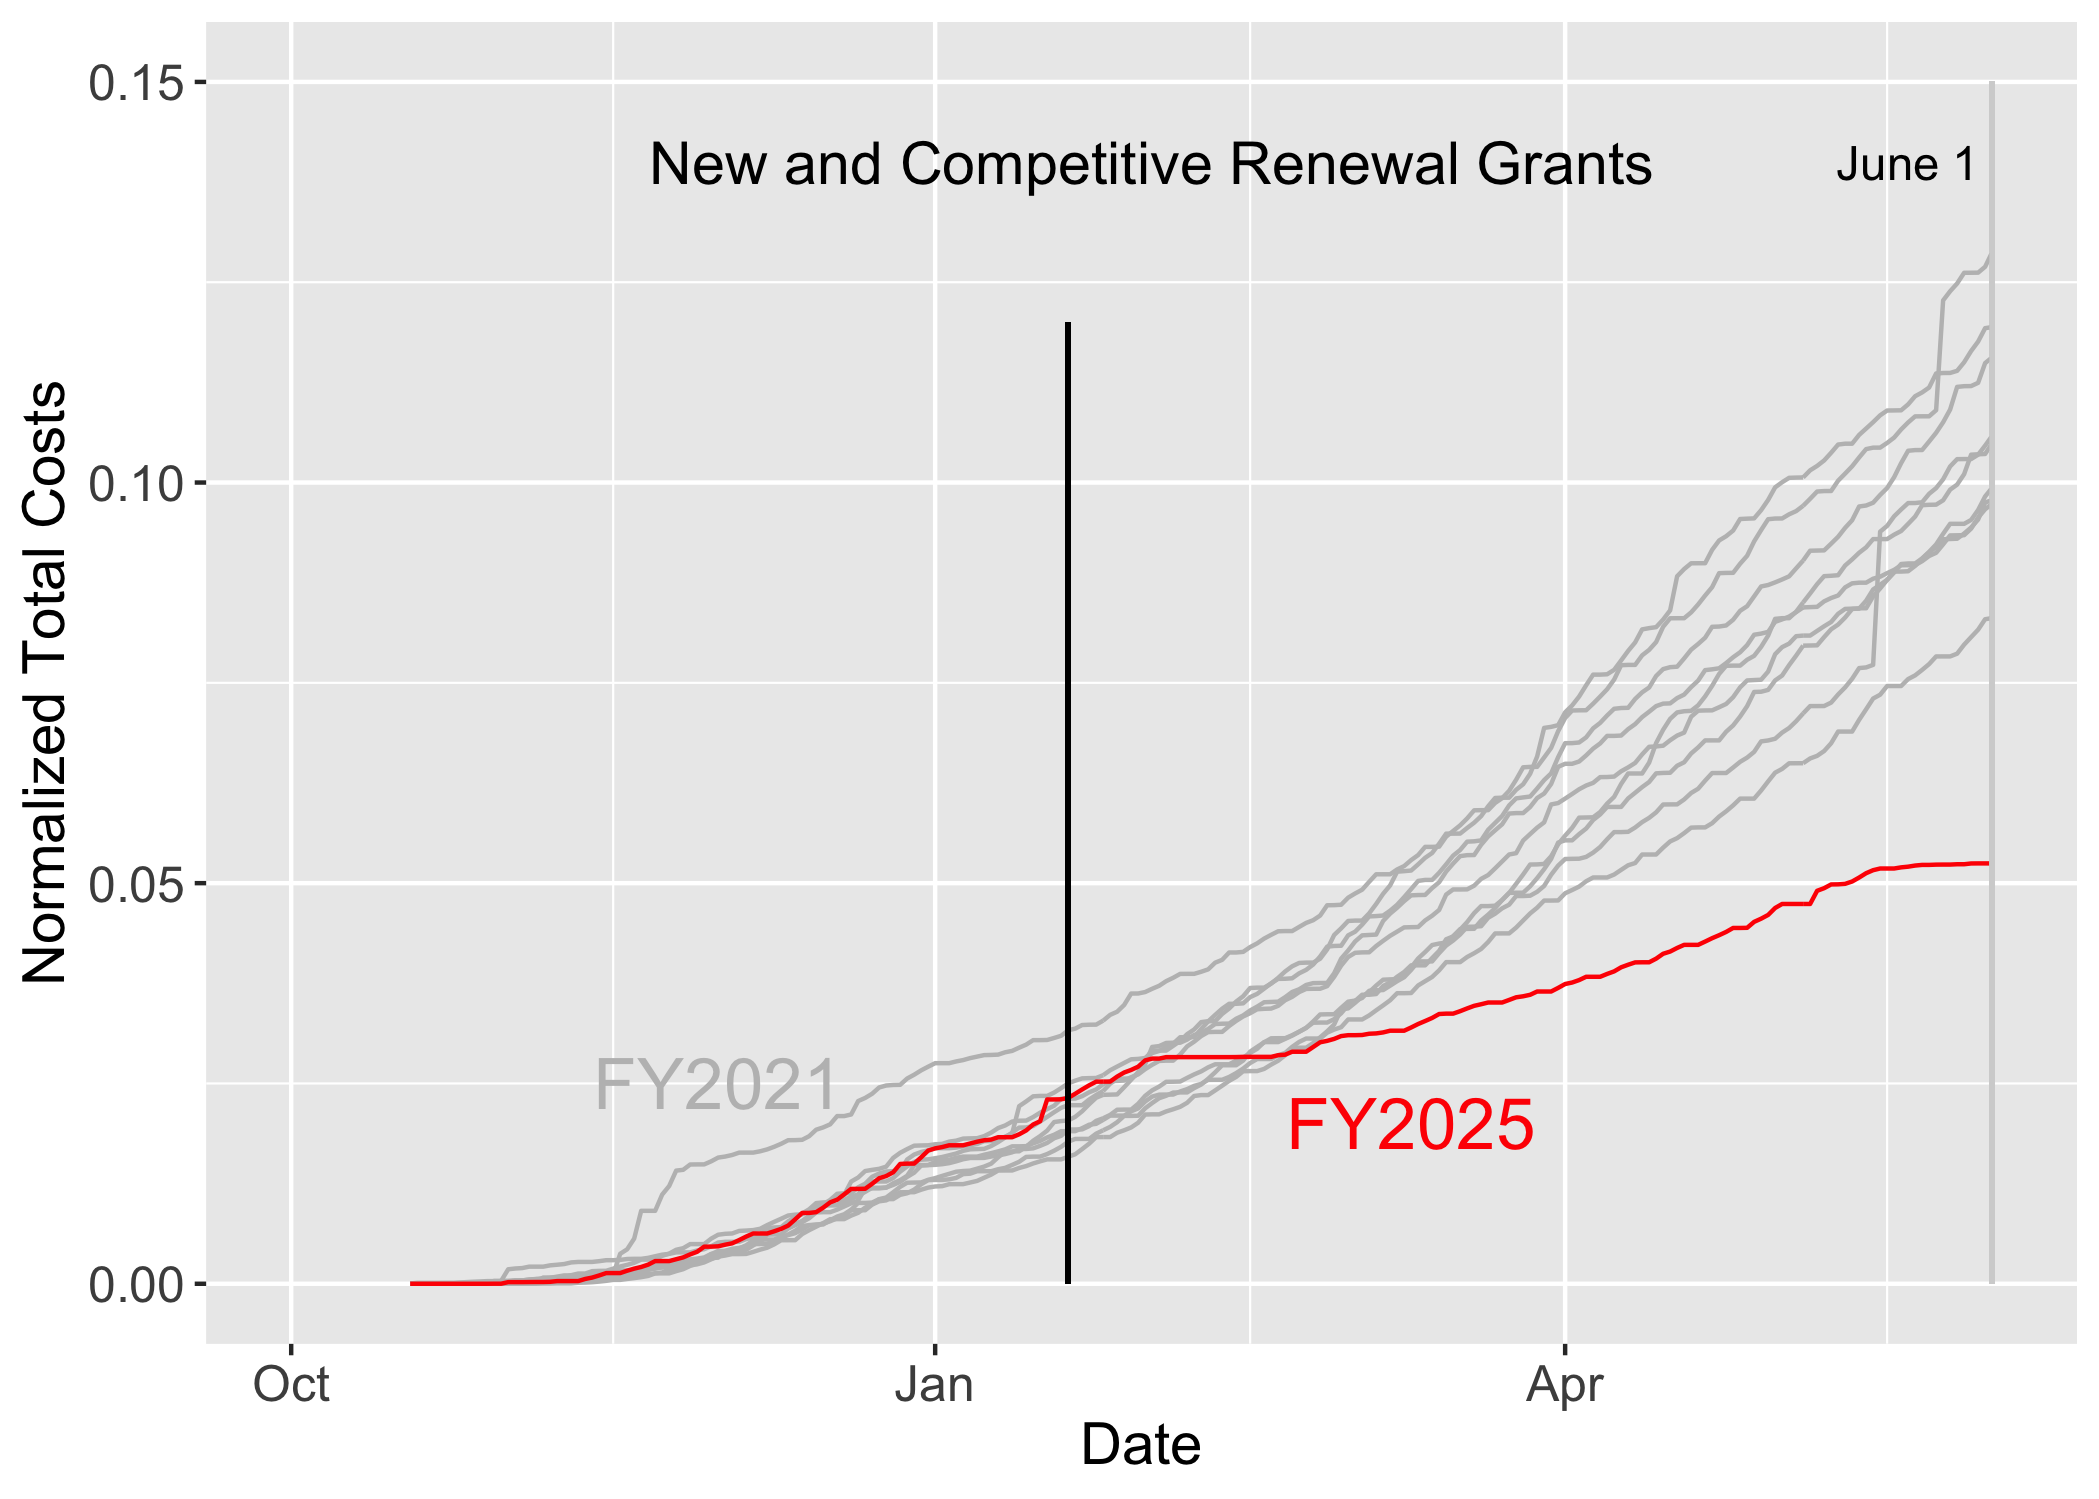 New and Competitive Renewal Grants
June 1
Normalized Total Costs
0.15
0.10
0.05
0.00
FY2021
FY2025
Oct
Jan
Apr
Date